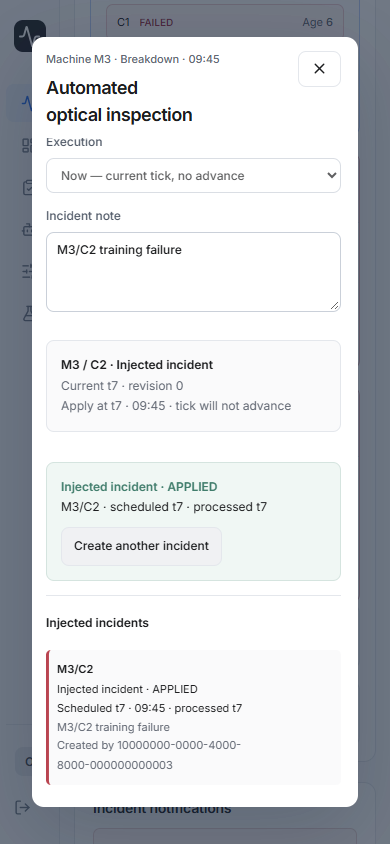 C1 FAILED Age 6
Machine M3 · Breakdown · 09:45
Automated
optical inspection
Execution
Now — current tick, no advance
Incident note
M3/C2 training failure
M3 / C2 · Injected incident
Current t7 · revision 0
Apply at t7 · 09:45 · tick will not advance
Injected incident · APPLIED
M3/C2 · scheduled t7 · processed t7
Create another incident
Injected incidents
M3/C2
Injected incident · APPLIED
Scheduled t7 · 09:45 · processed t7
M3/C2 training failure
Created by 10000000-0000-4000-
8000-000000000003
Incident notifications